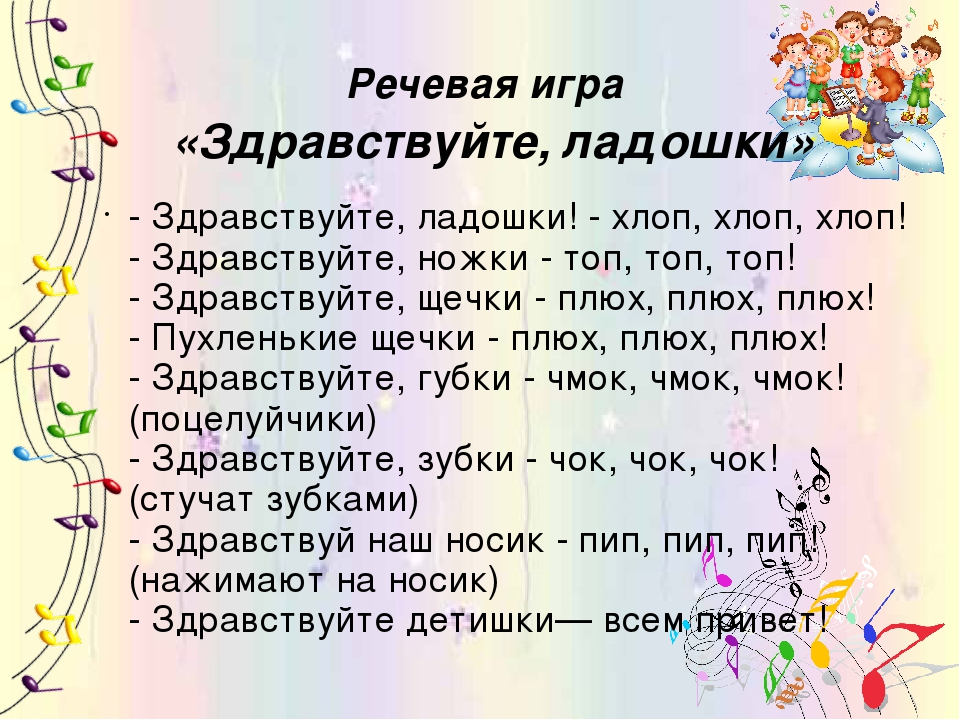 Речевая игра
«Здравствуйте, ладошки»
- Здравствуйте, ладошки! - хлоп, хлоп, хлоп!
- Здравствуйте, ножки - топ, топ, топ!
- Здравствуйте, щечки - плюх, плюх, плюх!
- Пухленькие щечки - плюх, плюх, плюх!
- Здравствуйте, губки - чмок, чмок, чмок!
(поцелуйчики)
- Здравствуйте, зубки - чок, чок, чок!
(стучат зубками)
- Здравствуй наш носик - пип, пип, пип!
(нажимают на носик)
- Здравствуйте детишки— всем привет!